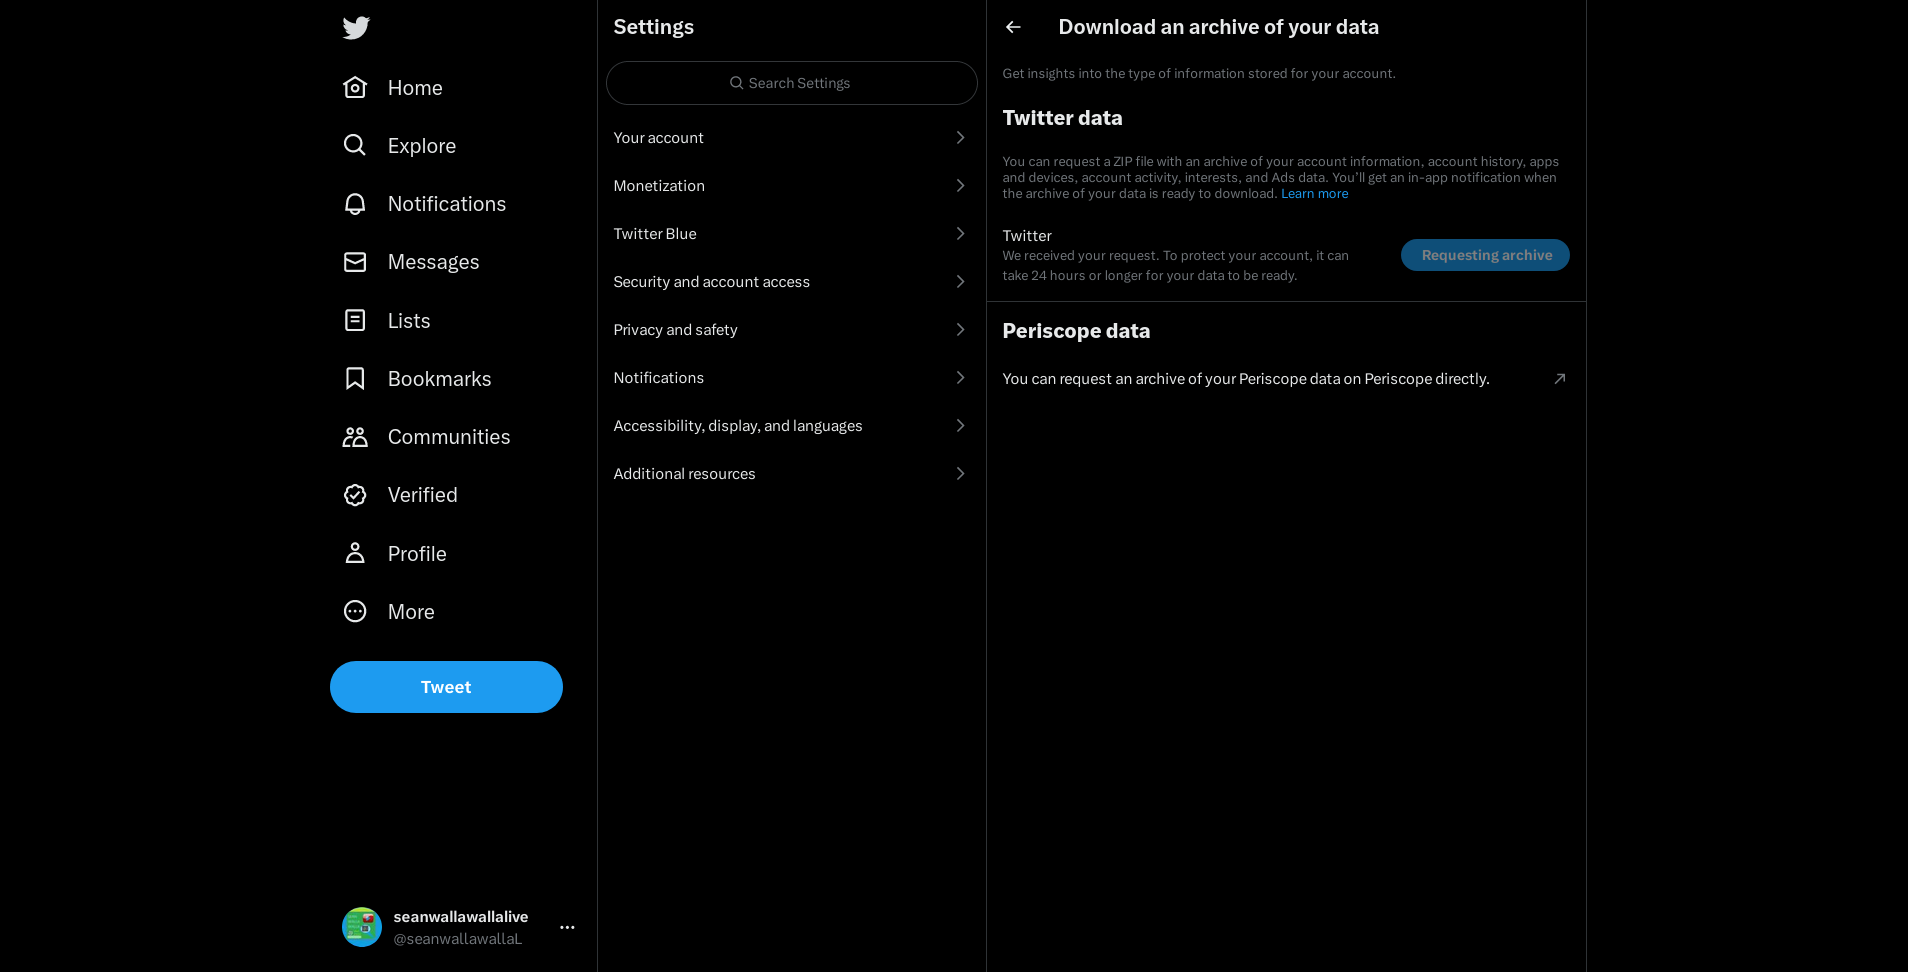 Home
Explore
Notifications
Messages
Lists
Bookmarks
Communities
Verified
Profile
More
Tweet
seanwallawallalive
@seanwallawallaL
Settings
Search Settings
Your account
Monetization
Twitter Blue
Security and account access
Privacy and safety
Notifications
Accessibility, display, and languages
Additional resources
Download an archive of your data
Get insights into the type of information stored for your account.
Twitter data
You can request a ZIP file with an archive of your account information, account history, apps
and devices, account activity, interests, and Ads data. You’ll get an in-app notification when
the archive of your data is ready to download. Learn more
Twitter
We received your request. To protect your account, it can
take 24 hours or longer for your data to be ready.
Requesting archive
Periscope data
You can request an archive of your Periscope data on Periscope directly.